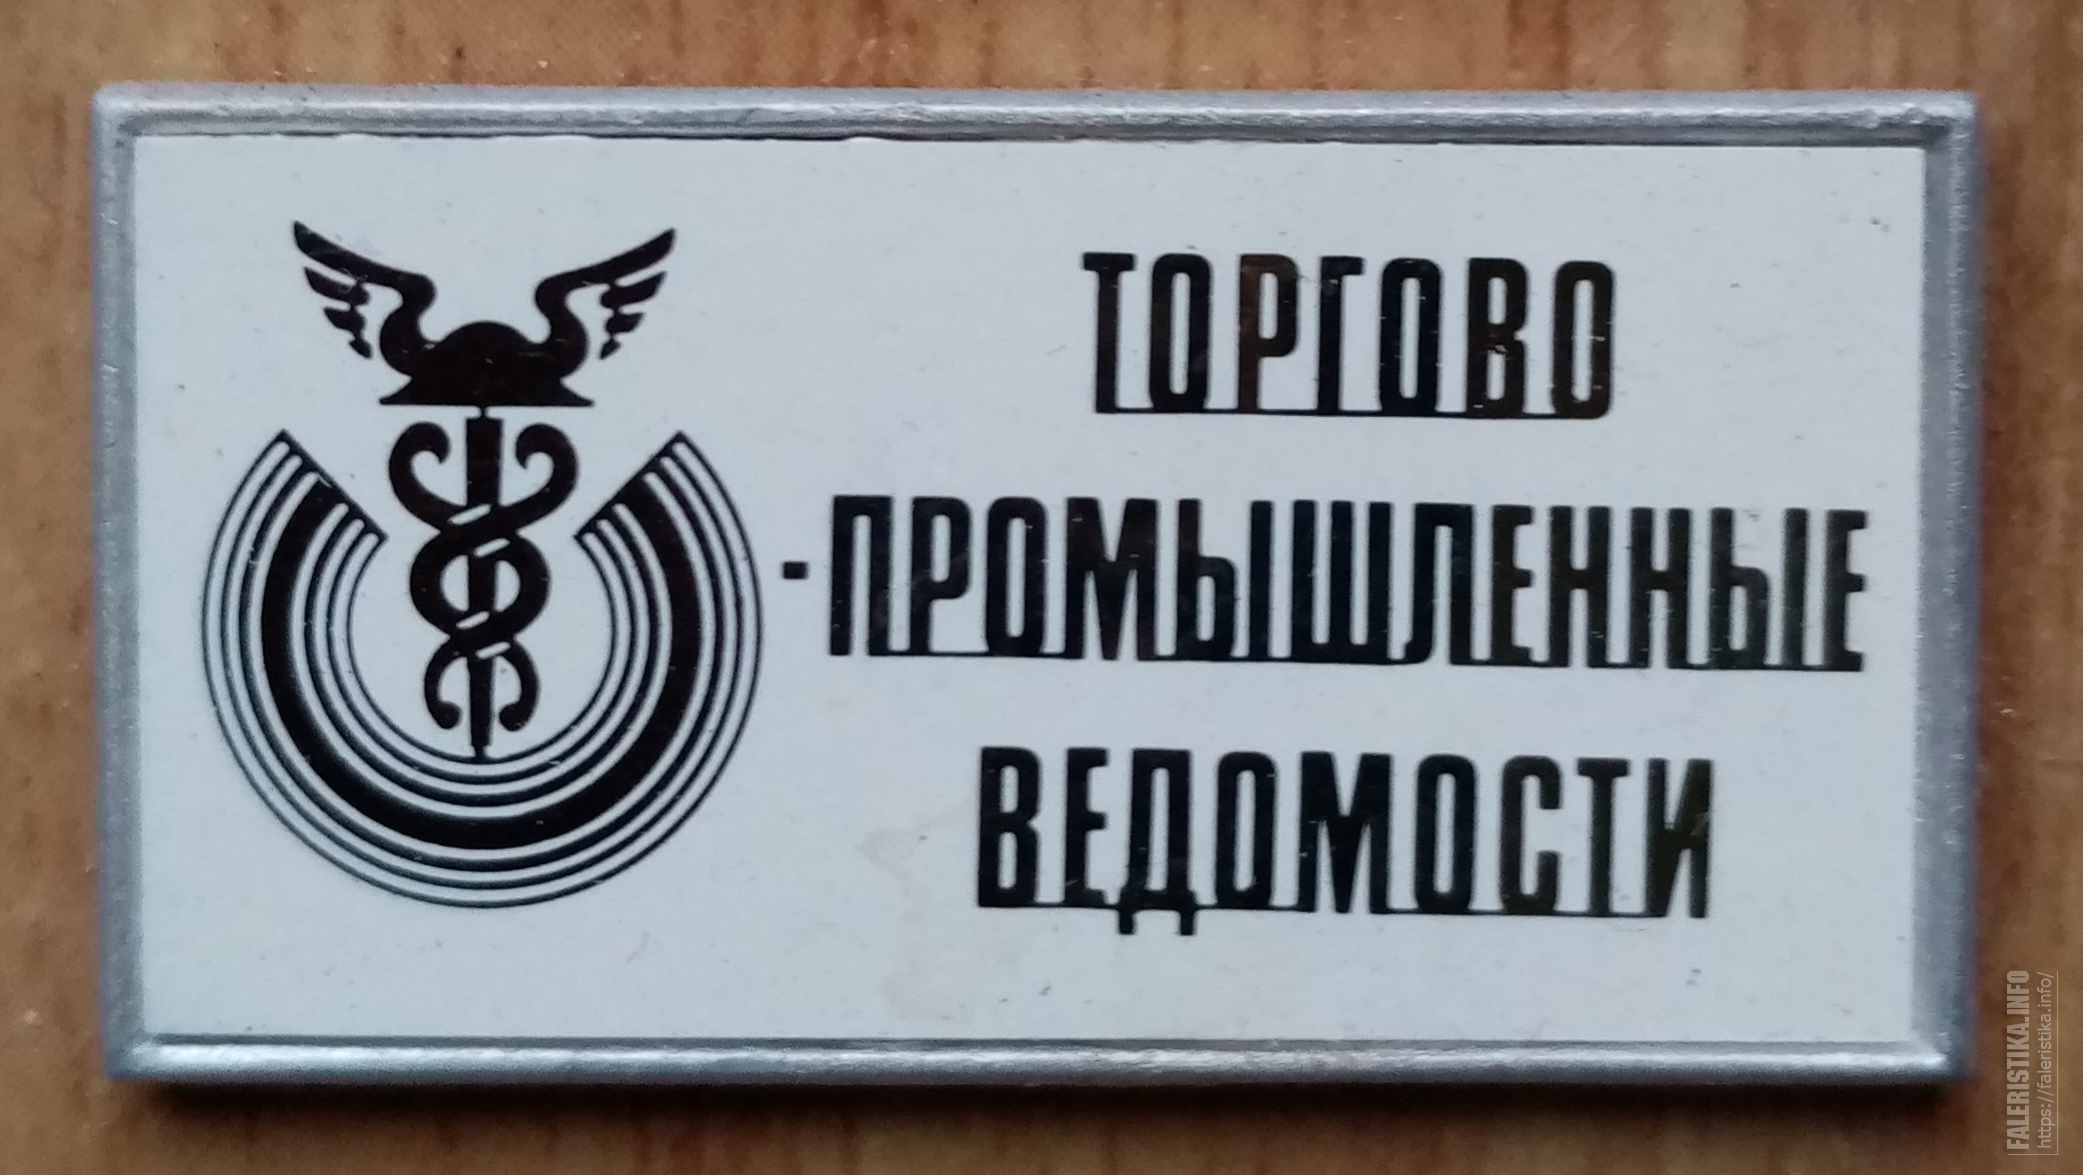 ТОРГОВО
-ПРОМЫШЛЕННЫЕ
ВЕДОМОСТИ
FALERISTIKA.INFO
https://faleristika.info/